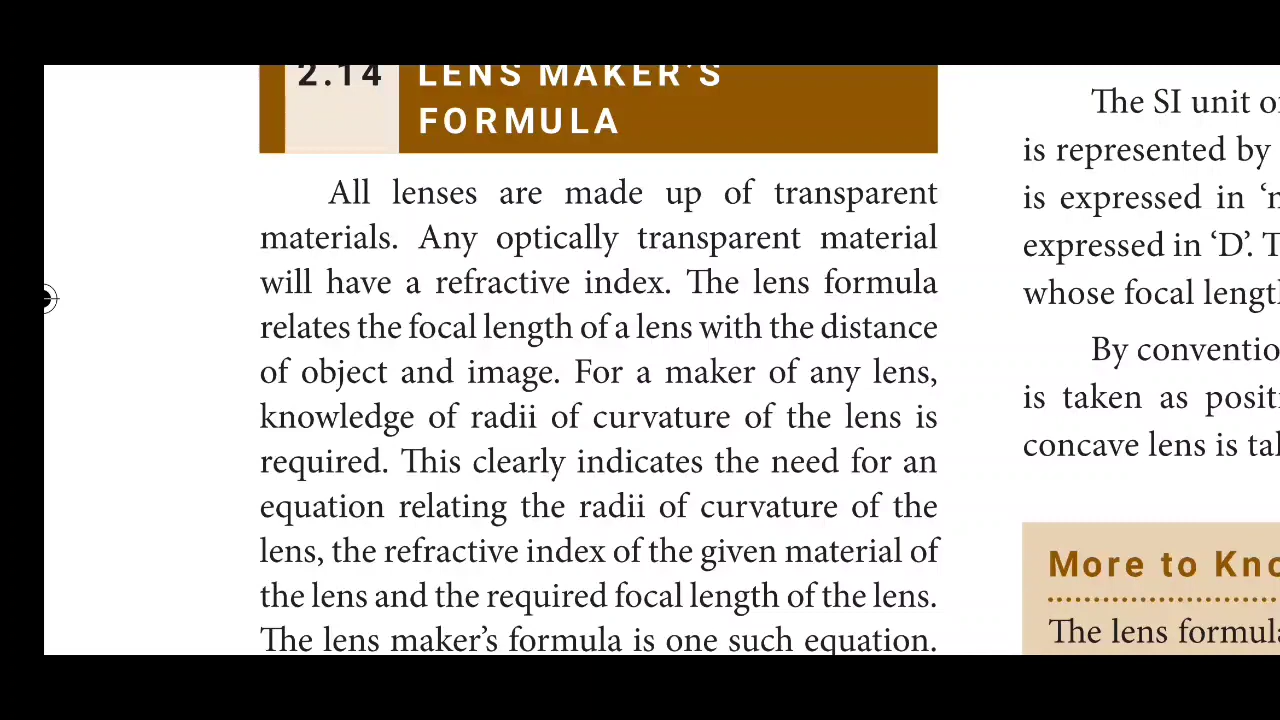 2.14 LENS MAKER'S
FORMULA
All lenses are made up of transparent
materials. Any optically transparent material
will have a refractive index. The lens formula
relates the focal length of a lens with the distance
of object and image. For a maker of any lens,
knowledge of radii of curvature of the lens is
required. This clearly indicates the need for an
equation relating the radii of curvature of the
lens, the refractive index of the given material of
the lens and the required focal length of the lens.
The lens maker’s formula is one such equation.
The SI unit
is represented by
is expressed in
expressed in ‘D’.
whose focal
By
is taken as
concave lens is
More to
The lens